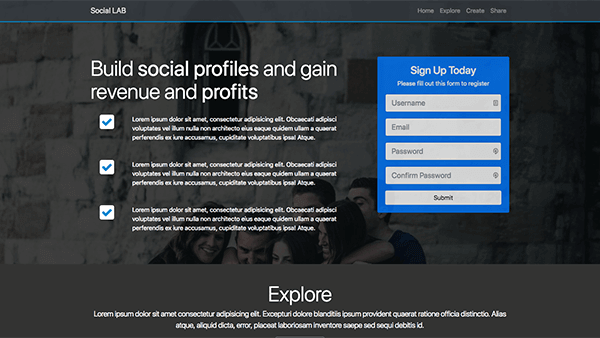 Social LAB
Home Explore Create Share
Build social profiles and gain
revenue and profits
Lorem ipsum dolor sit amet, consectetur adipisicing elit. Obcaecati adipisci
voluptates vel illum nulla non architecto eius eaque quidem ullam a quaerat
perferendis ex iure accusamus, cupiditate voluptatibus ipsa! Atque.
Lorem ipsum dolor sit amet, consectetur adipisicing elit. Obcaecati adipisci
voluptates vel illum nulla non architecto eius eaque quidem ullam a quaerat
perferendis ex iure accusamus, cupiditate voluptatibus ipsa! Atque.
Lorem ipsum dolor sit amet, consectetur adipisicing elit. Obcaecati adipisci
voluptates vel illum nulla non architecto eius eaque quidem ullam a quaerat
perferendis ex iure accusamus, cupiditate voluptatibus ipsa! Atque.
Sign Up Today
Please fill out this form to register
Username
Email
Password
Confirm Password
Submit
Explore
Lorem ipsum dolor sit amet consectetur adipisicing elit. Excepturi dolore blanditiis ipsum provident quaerat ratione officia distinctio. Alias
atque, aliquid dicta, error, placeat laboriosam inventore saepe sed sequi debitis id.